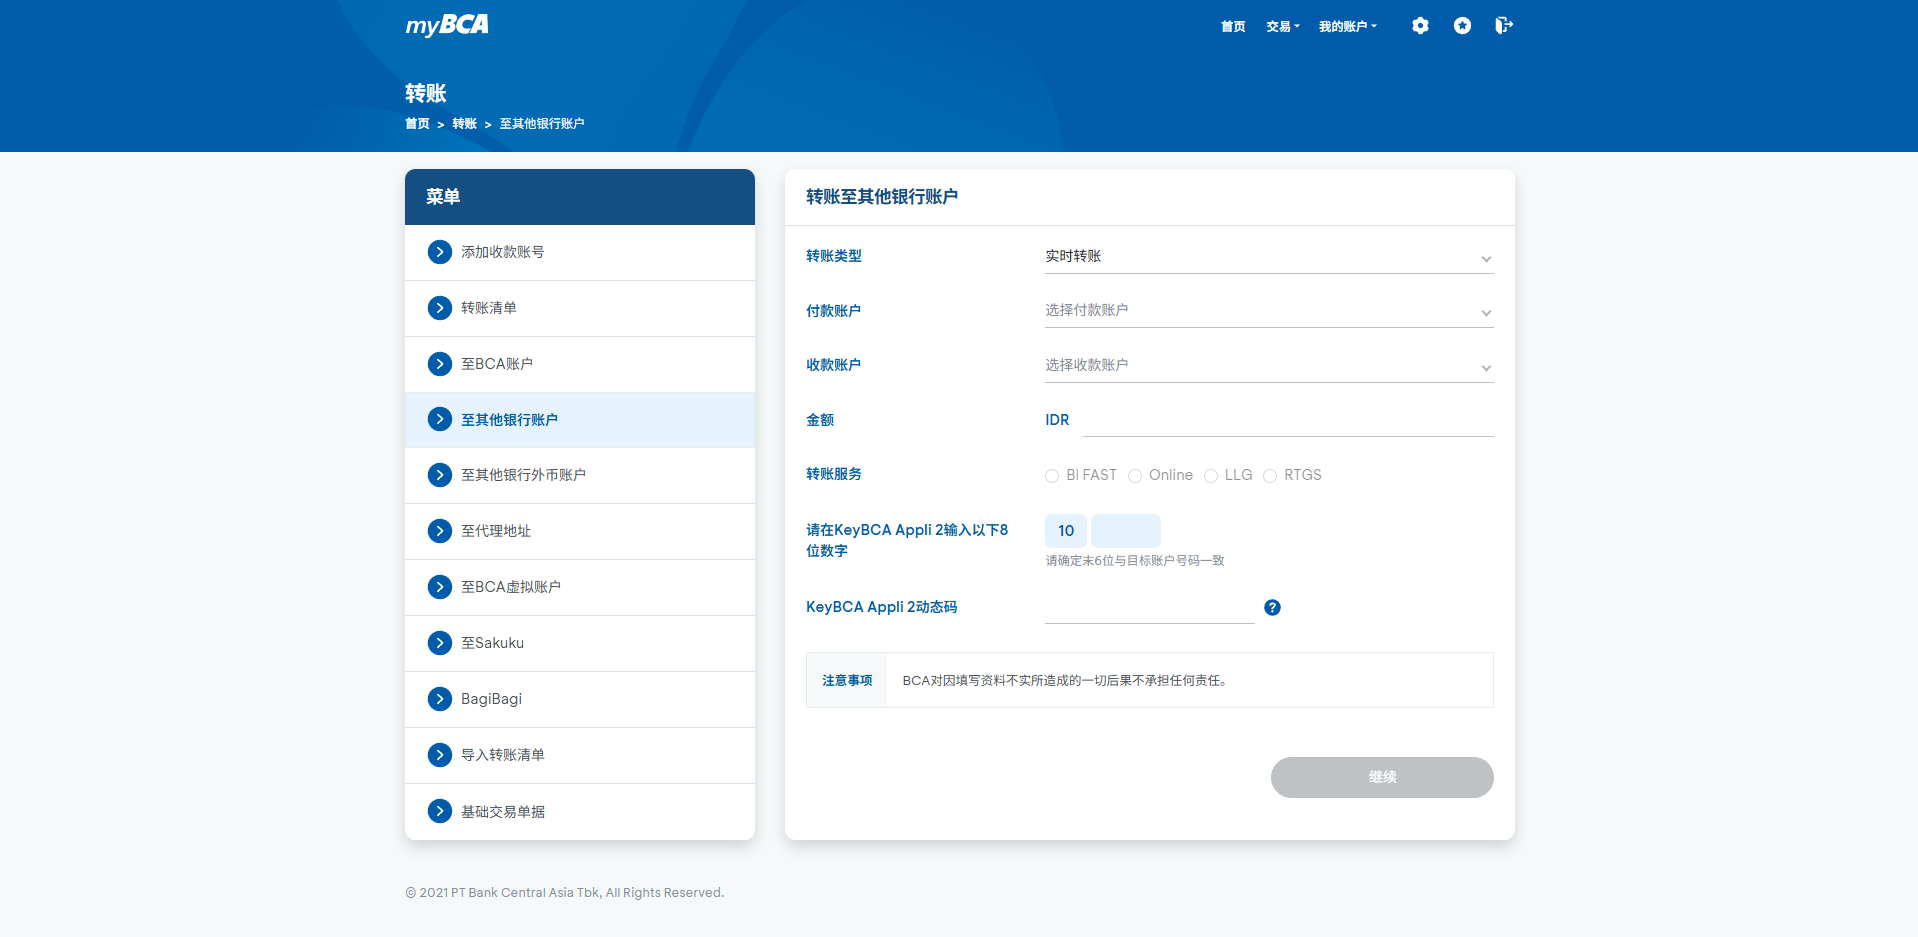 myBCA
首页 交易 我的账户
转账
首页 > 转账 > 至其他银行账户
菜单
添加收款账号
转账清单
至BCA账户
至其他银行账户
至其他银行外币账户
至代理地址
至BCA虚拟账户
至Sakuku
BagiBagi
导入转账清单
基础交易单据
转账至其他银行账户
转账类型 实时转账
付款账户 选择付款账户
收款账户 选择收款账户
金额 IDR
转账服务 BI FAST Online LLG RTGS
请在KeyBCA Appli 2输入以下8
位数字
10
请确定末6位与目标账户号码一致
KeyBCA Appli 2动态码 ?
注意事项 BCA对因填写资料不实所造成的一切后果不承担任何责任。
继续
© 2021 PT Bank Central Asia Tbk, All Rights Reserved.